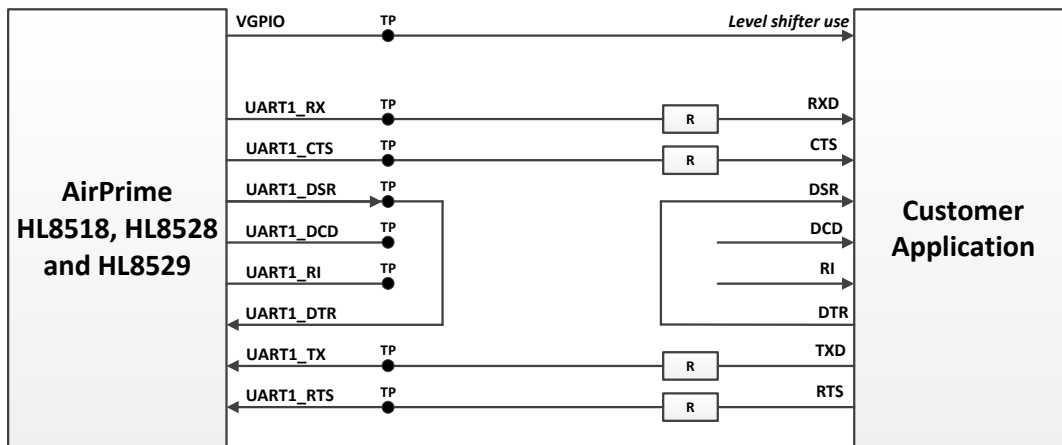 VGPIO
TP
Level shifter use
UART1_RX
TP
R
RXD
UART1_CTS
TP
R
CTS
UART1_DSR
TP
DSR
UART1_DCD
TP
DCD
UART1_RI
TP
RI
UART1_DTR
DTR
UART1_TX
TP
R
TXD
UART1_RTS
TP
R
RTS
AirPrime
HL8518, HL8528
and HL8529
Customer
Application